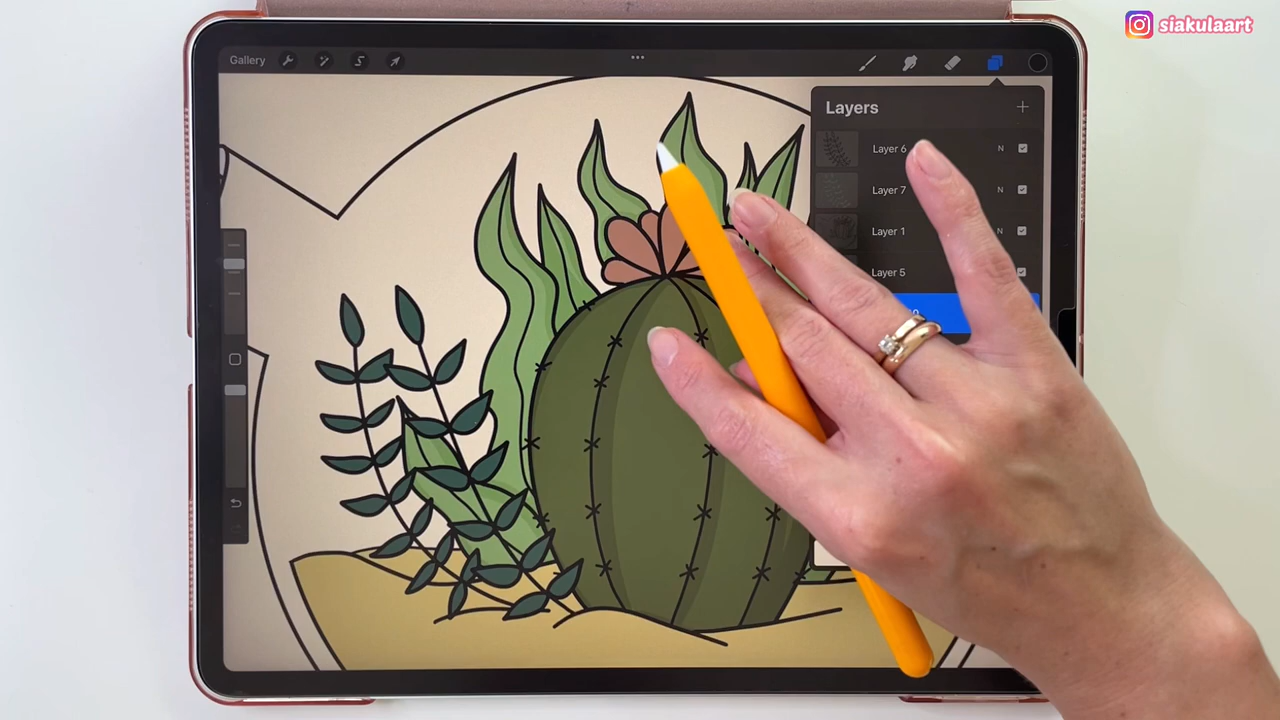 siakulaart
Gallery
Layers
Layer 6 N
Layer 7 N
Layer 1 N
Layer 5